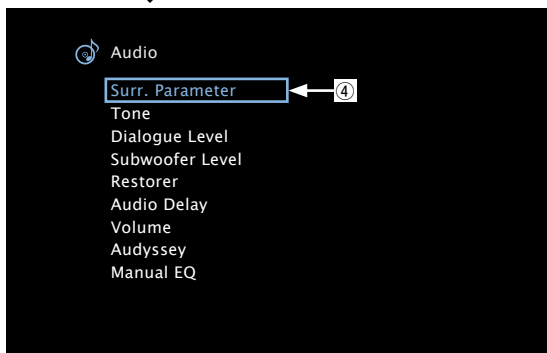 Audio
Surr. Parameter ④
Tone
Dialogue Level
Subwoofer Level
Restorer
Audio Delay
Volume
Audyssey
Manual EQ